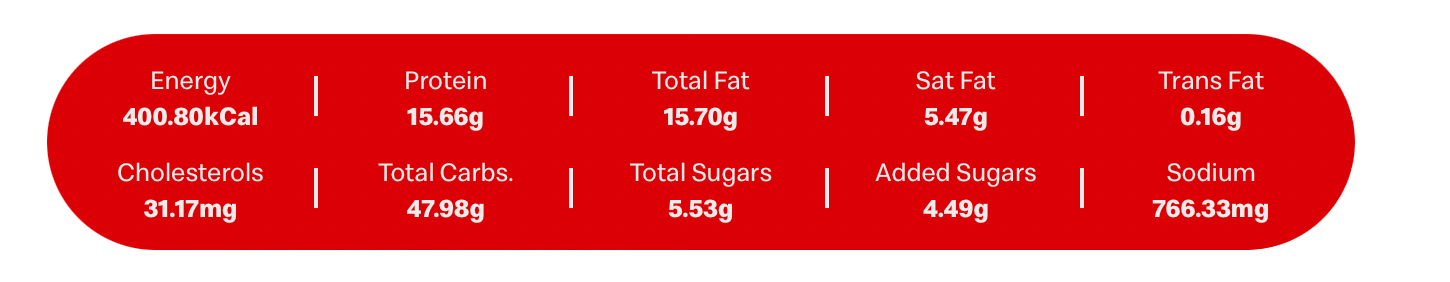 Energy Protein Total Fat Sat Fat Trans Fat
400.80kCal 15.66g 15.70g 5.47g 0.16g
Cholesterols Total Carbs. Total Sugars Added Sugars Sodium
31.17mg 47.98g 5.53g 4.49g 766.33mg